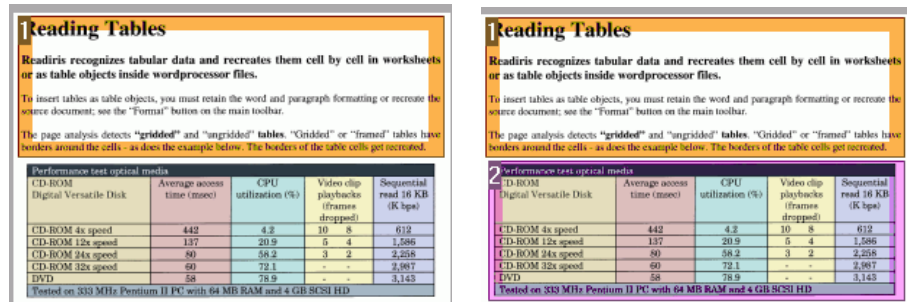 1
Reading Tables
Readiris recognizes tabular data and recreates them cell by cell in worksheets
or as table objects inside wordprocessor files.
To insert tables as table objects, you must retain the word and paragraph formatting or recreate the
source document; see the “Format” button on the main toolbar.
The page analysis detects “gridded” and “ungridded” tables. “Gridded” or “framed” tables have
borders around the cells - as does the example below. The borders of the table cells get recreated.
Performance test optical media
CD-ROM Average access CPU Video clip Sequential
Digital Versatile Disk time (msec) utilization (%) playbacks read 16 KB
(frames (K bps)
dropped)
CD-ROM 4x speed 442 4.2 10 8 612
CD-ROM 12x speed 137 20.9 5 4 1,586
CD-ROM 24x speed 80 58.2 3 2 2,258
CD-ROM 32x speed 60 72.1 - - 2,987
DVD 58 78.9 - - 3,143
Tested on 333 MHz Pentium II PC with 64 MB RAM and 4 GB SCSI HD
1
Reading Tables
Readiris recognizes tabular data and recreates them cell by cell in worksheets
or as table objects inside wordprocessor files.
To insert tables as table objects, you must retain the word and paragraph formatting or recreate the
source document; see the “Format” button on the main toolbar.
The page analysis detects “gridded” and “ungridded” tables. “Gridded” or “framed” tables have
borders around the cells - as does the example below. The borders of the table cells get recreated.
2
Performance test optical media
CD-ROM Average access CPU Video clip Sequential
Digital Versatile Disk time (msec) utilization (%) playbacks read 16 KB
(frames (K bps)
dropped)
CD-ROM 4x speed 442 4.2 10 8 612
CD-ROM 12x speed 137 20.9 5 4 1,586
CD-ROM 24x speed 80 58.2 3 2 2,258
CD-ROM 32x speed 60 72.1 - - 2,987
DVD 58 78.9 - - 3,143
Tested on 333 MHz Pentium II PC with 64 MB RAM and 4 GB SCSI HD